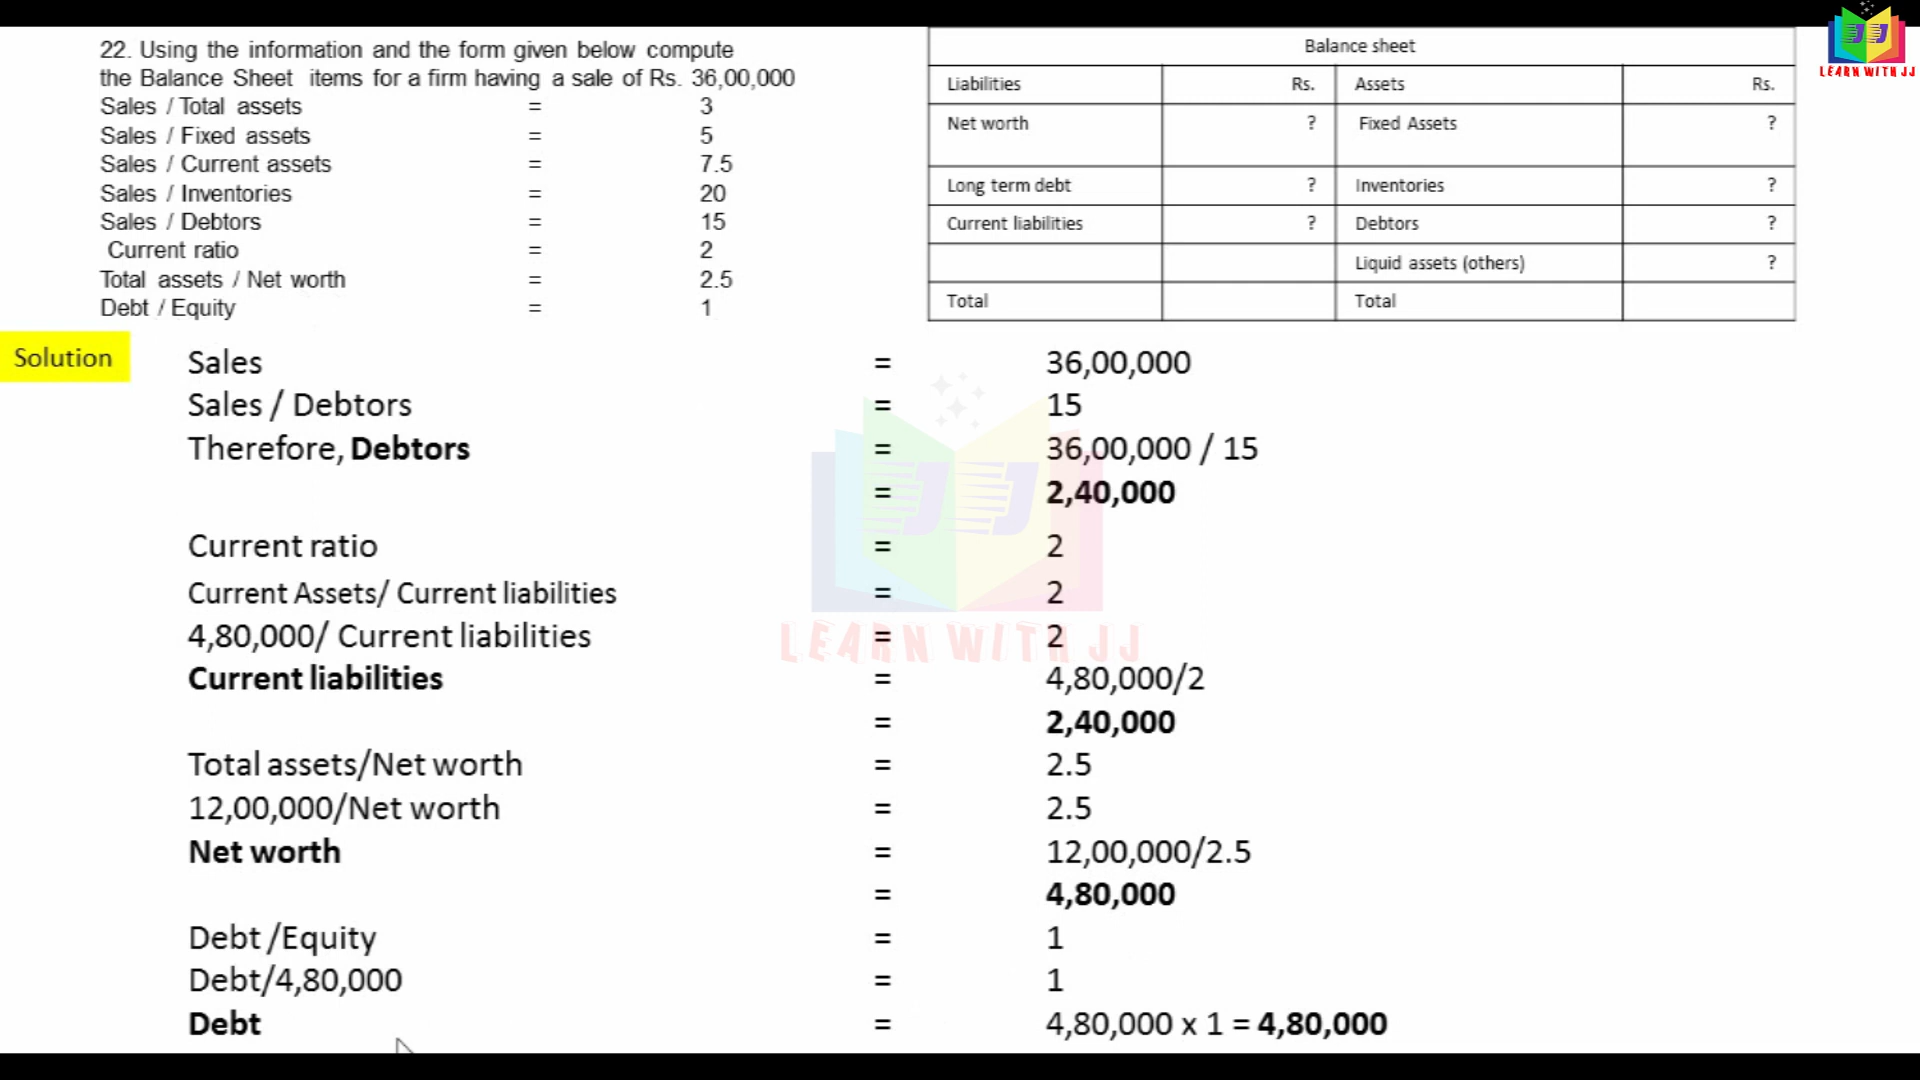 22. Using the information and the form given below compute
the Balance Sheet items for a firm having a sale of Rs. 36,00,000
Sales / Total assets = 3
Sales / Fixed assets = 5
Sales / Current assets = 7.5
Sales / Inventories = 20
Sales / Debtors = 15
Current ratio = 2
Total assets / Net worth = 2.5
Debt / Equity = 1
Balance sheet
Liabilities Rs. Assets Rs.
Net worth ? Fixed Assets ?
Long term debt ? Inventories ?
Current liabilities ? Debtors ?
Liquid assets (others) ?
Total Total
JJ
LEARN WITH JJ
Solution
Sales = 36,00,000
Sales / Debtors = 15
Therefore, Debtors = 36,00,000 / 15
= 2,40,000
Current ratio = 2
Current Assets/ Current liabilities = 2
4,80,000/ Current liabilities = 2
Current liabilities = 4,80,000/2
= 2,40,000
Total assets/Net worth = 2.5
12,00,000/Net worth = 2.5
Net worth = 12,00,000/2.5
= 4,80,000
Debt /Equity = 1
Debt/4,80,000 = 1
Debt = 4,80,000 x 1 = 4,80,000
JJ
LEARN WITH JJ